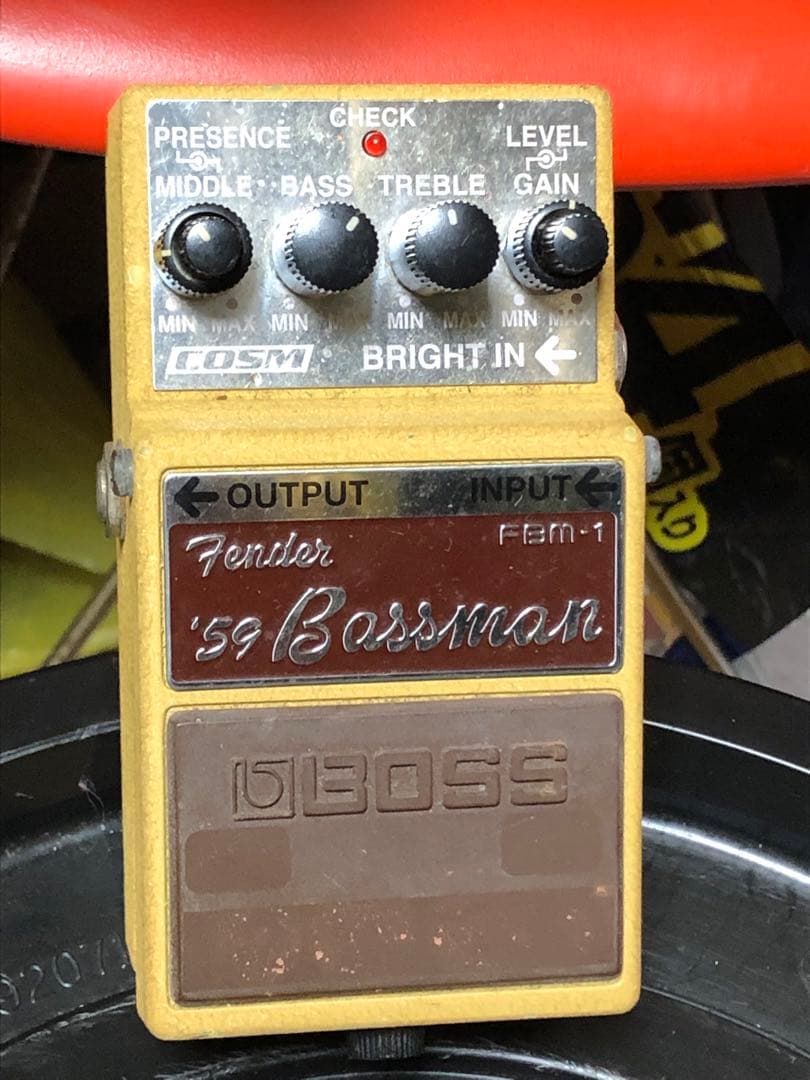 CHECK
PRESENCE LEVEL
MIDDLE BASS TREBLE GAIN
MIN MAX MIN MAX MIN MAX MIN MAX
COSM BRIGHT IN
OUTPUT INPUT
Fender FBM-1
'59 Bassman
BOSS